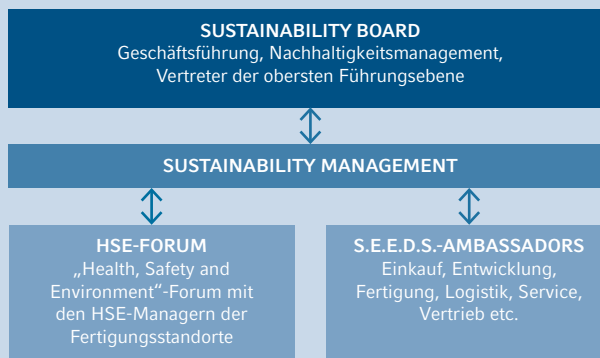 SUSTAINABILITY BOARD
Geschäftsführung, Nachhaltigkeitsmanagement,
Vertreter der obersten Führungsebene
SUSTAINABILITY MANAGEMENT
HSE-FORUM
„Health, Safety and
Environment“-Forum mit
den HSE-Managern der
Fertigungsstandorte
S.E.E.D.S.-AMBASSADORS
Einkauf, Entwicklung,
Fertigung, Logistik, Service,
Vertrieb etc.